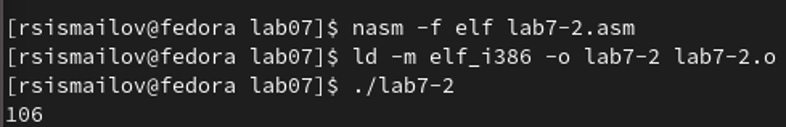 [rsismailov@fedora lab07]$ nasm -f elf lab7-2.asm
[rsismailov@fedora lab07]$ ld -m elf_i386 -o lab7-2 lab7-2.o
[rsismailov@fedora lab07]$ ./lab7-2
106